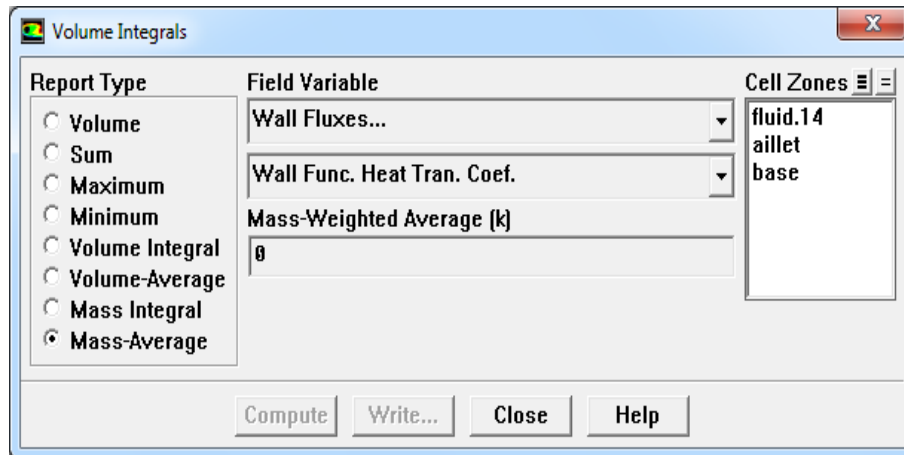 Volume Integrals
X
Report Type
Volume
Sum
Maximum
Minimum
Volume Integral
Volume-Average
Mass Integral
Mass-Average
Field Variable
Wall Fluxes...
Wall Func. Heat Tran. Coef.
Mass-Weighted Average (k)
0
Cell Zones
fluid.14
aillet
base
Compute
Write...
Close
Help